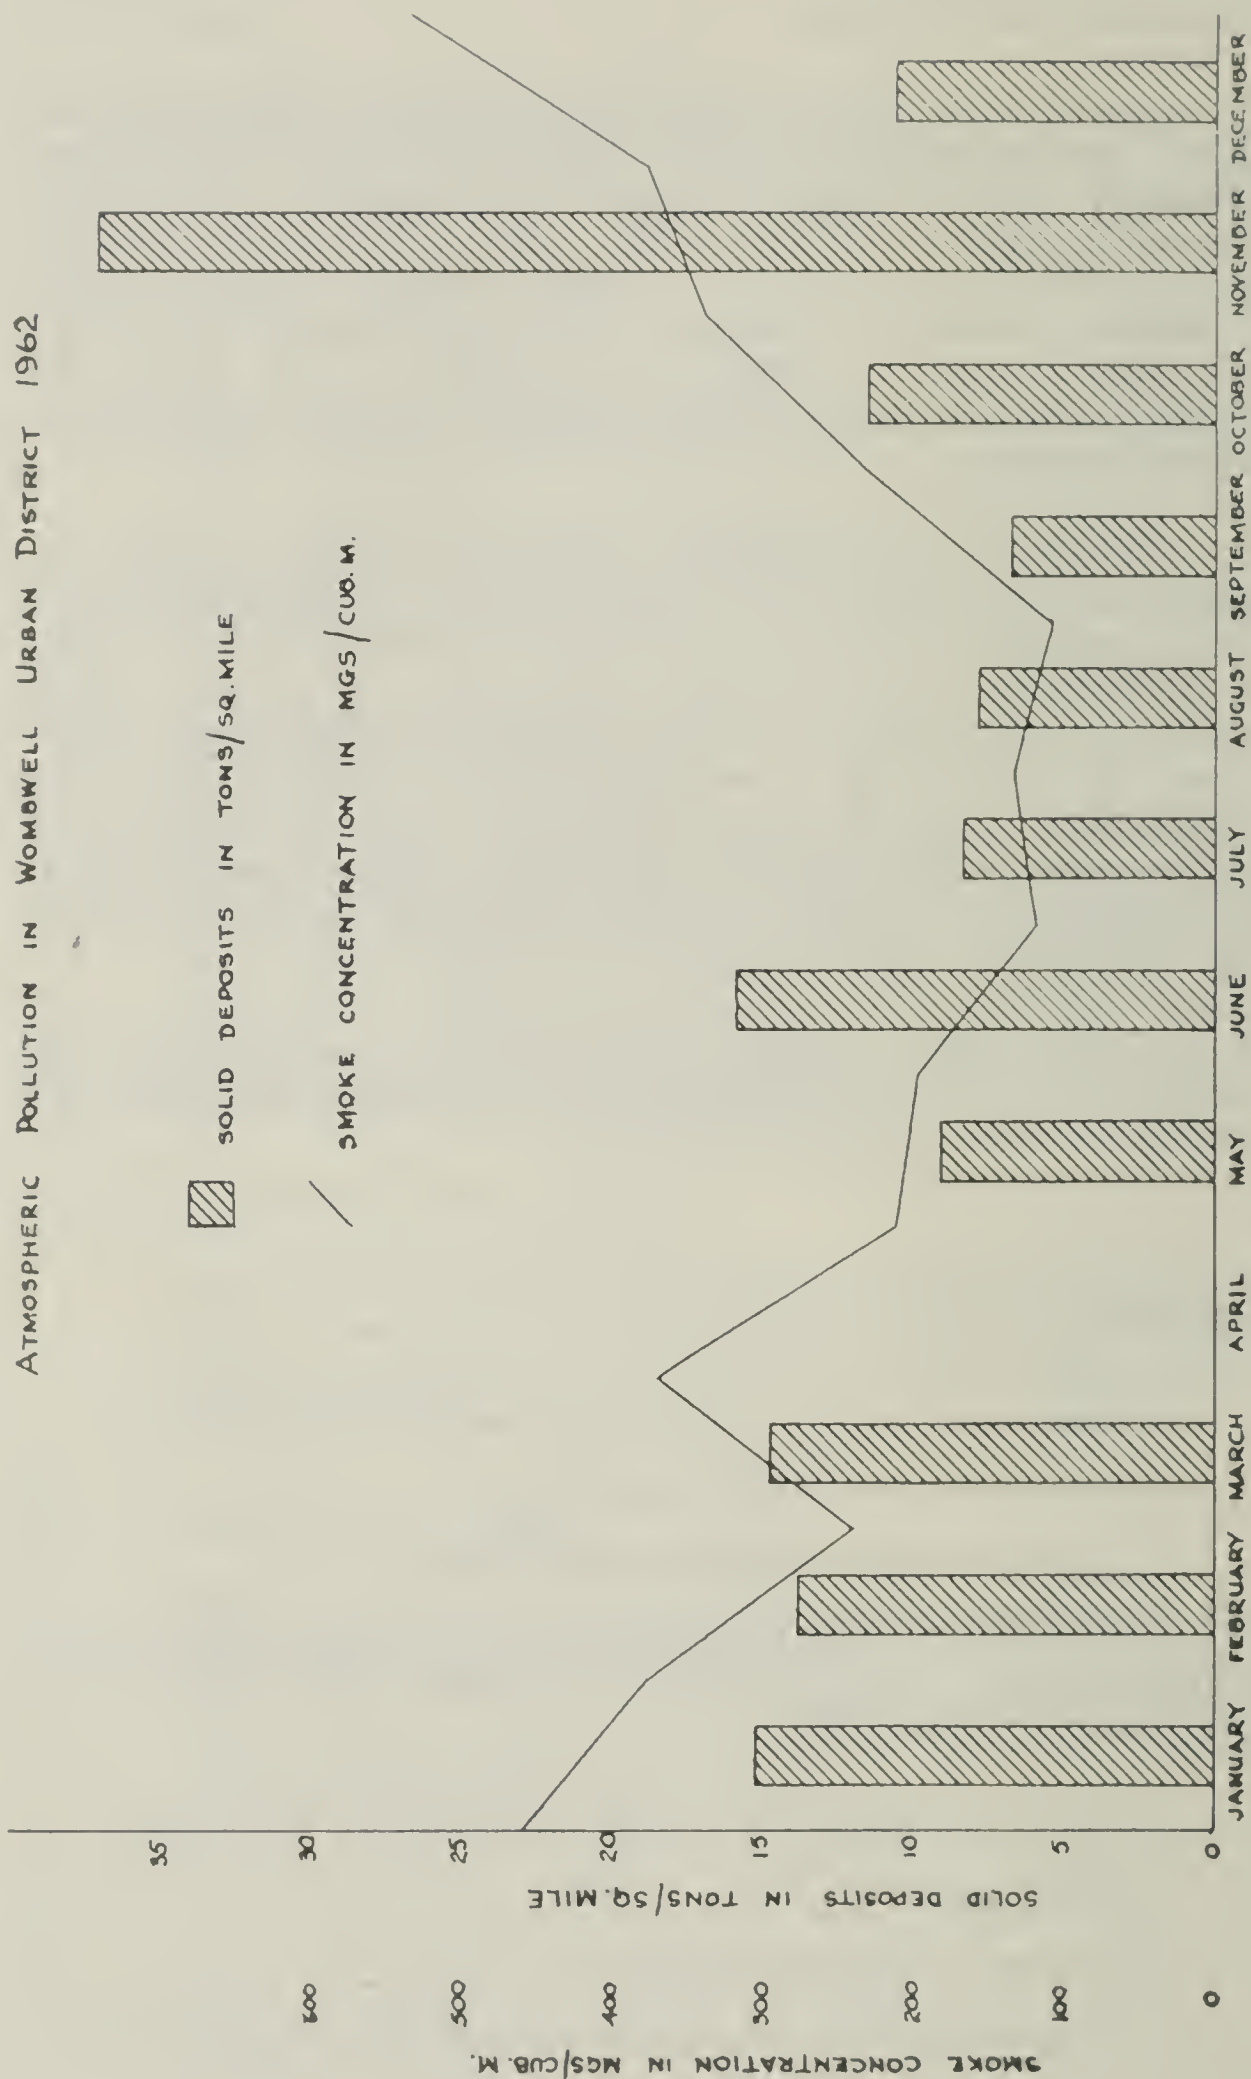 ATMOSPHERIC POLLUTION IN WOMBWELL URBAN DISTRICT 1962
SOLID DEPOSITS IN TONS/SQ.MILE
SMOKE CONCENTRATION IN MGS/CUB.M.
SMOKE CONCENTRATION IN MGS/CUB.M.
600
500
400
300
200
100
0
SOLID DEPOSITS IN TONS/SQ.MILE
35
30
25
20
15
10
5
0
JANUARY FEBRUARY MARCH APRIL MAY JUNE JULY AUGUST SEPTEMBER OCTOBER NOVEMBER DECEMBER